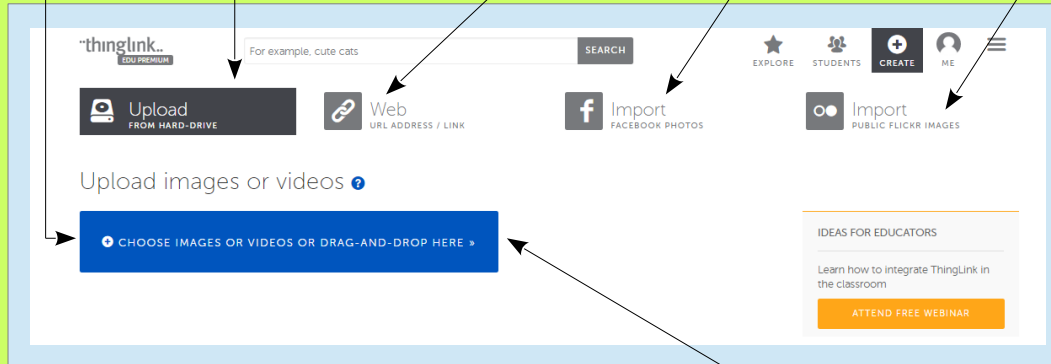 thinglink..
EDU PREMIUM
For example, cute cats
SEARCH
EXPLORE
STUDENTS
CREATE
ME
Upload
FROM HARD-DRIVE
Web
URL ADDRESS / LINK
Import
FACEBOOK PHOTOS
Import
PUBLIC FLICKR IMAGES
Upload images or videos ?
CHOOSE IMAGES OR VIDEOS OR DRAG-AND-DROP HERE »
IDEAS FOR EDUCATORS
Learn how to integrate ThingLink in
the classroom
ATTEND FREE WEBINAR